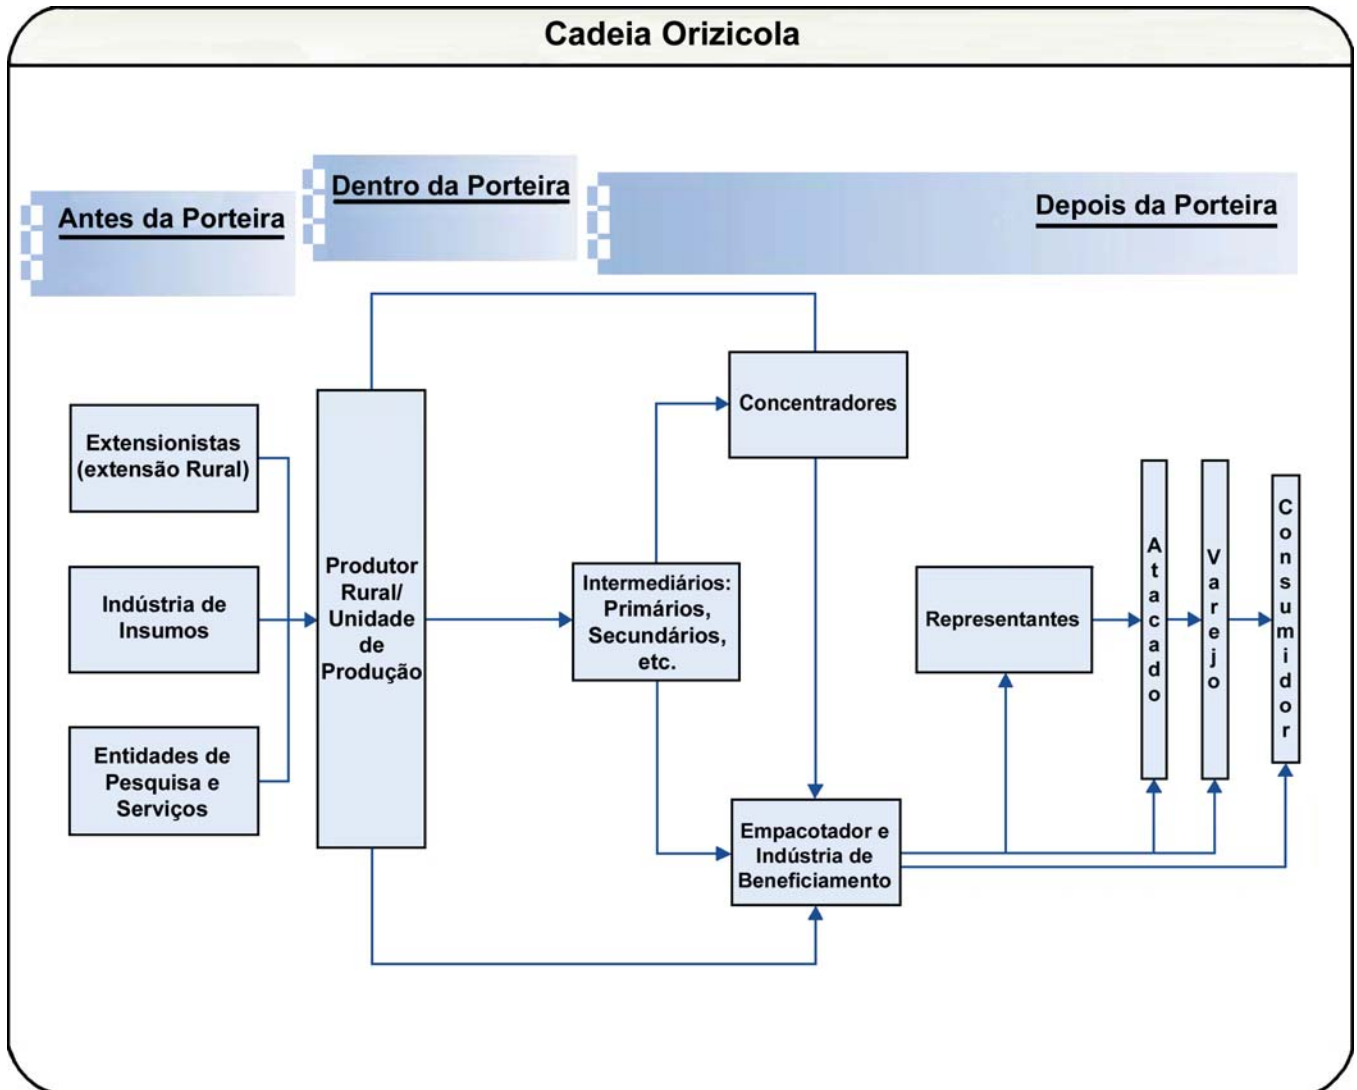 Cadeia Orizicola
Antes da Porteira
Dentro da Porteira
Depois da Porteira
Extensionistas
(extensão Rural)
Indústria de
Insumos
Entidades de
Pesquisa e
Serviços
Produtor
Rural/
Unidade
de
Produção
Intermediários:
Primários,
Secundários,
etc.
Concentradores
Empacotador e
Indústria de
Beneficiamento
Representantes
Atacado
Varejo
Consumidor